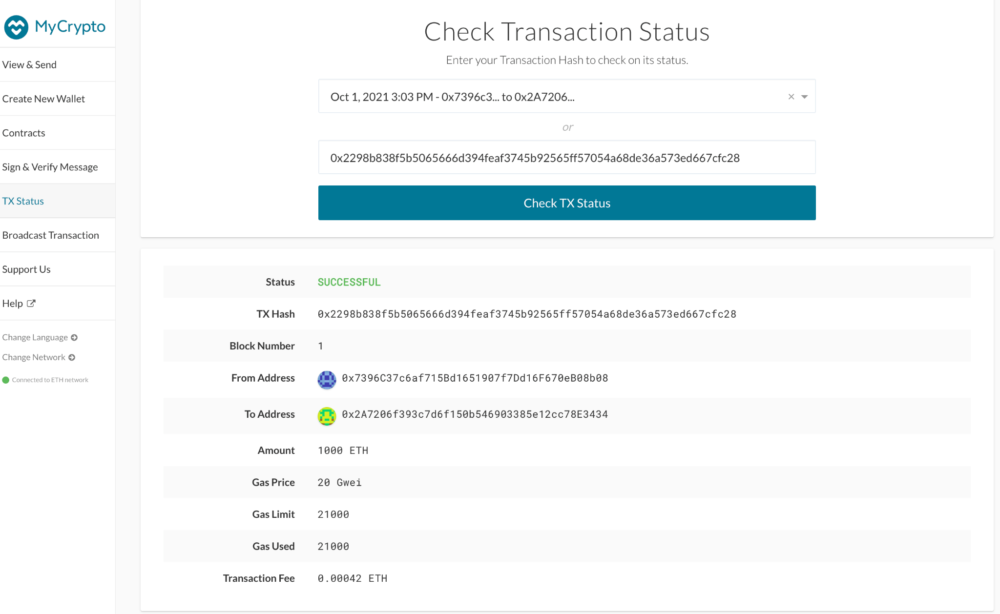 MyCrypto
View & Send
Create New Wallet
Contracts
Sign & Verify Message
TX Status
Broadcast Transaction
Support Us
Help
Change Language
Change Network
Connected to ETH network
Check Transaction Status
Enter your Transaction Hash to check on its status.
Oct 1, 2021 3:03 PM - 0x7396c3... to 0x2A7206...
or
0x2298b838f5b5065666d394feaf3745b92565ff57054a68de36a573ed667cfc28
Check TX Status
Status SUCCESSFUL
TX Hash 0x2298b838f5b5065666d394feaf3745b92565ff57054a68de36a573ed667cfc28
Block Number 1
From Address 0x7396C37c6af715Bd1651907f7Dd16F670eB08b08
To Address 0x2A7206f393c7d6f150b546903385e12cc78E3434
Amount 1000 ETH
Gas Price 20 Gwei
Gas Limit 21000
Gas Used 21000
Transaction Fee 0.00042 ETH